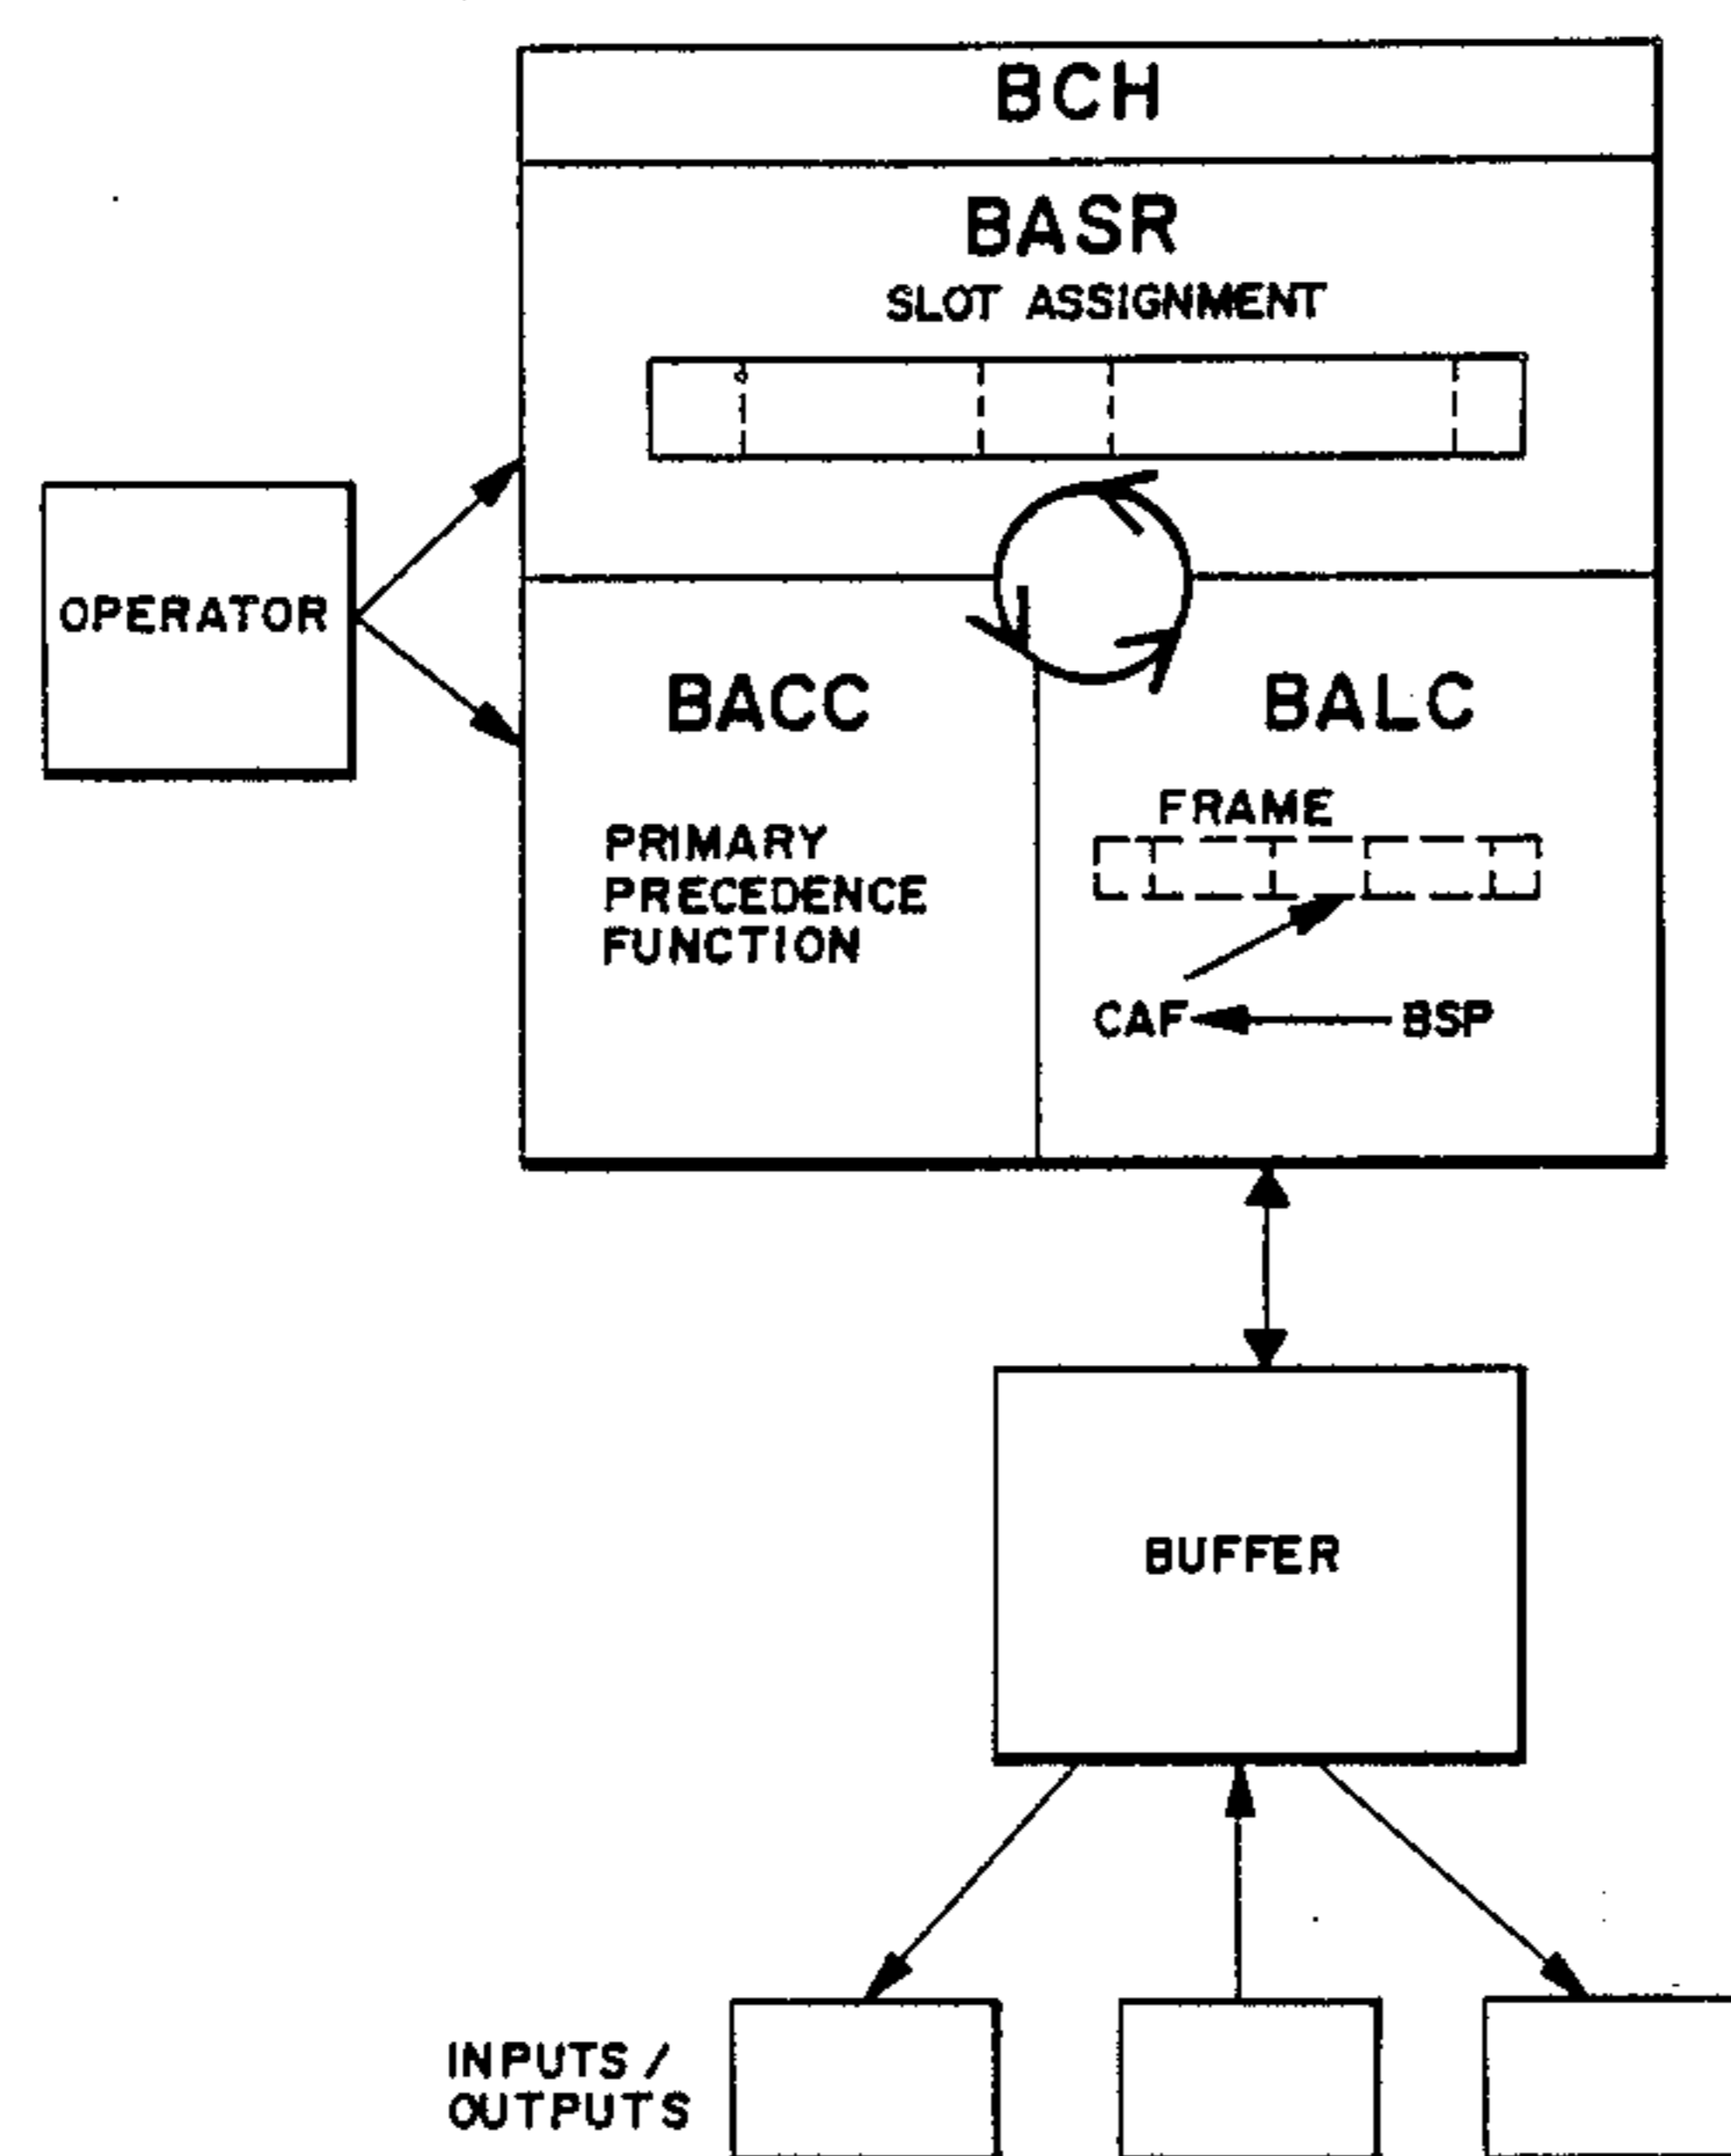 BCH
BASR
SLOT ASSIGNMENT
OPERATOR
BACC
BALC
PRIMARY
PRECEDENCE
FUNCTION
FRAME
CAF
BSP
BUFFER
INPUTS /
OUTPUTS